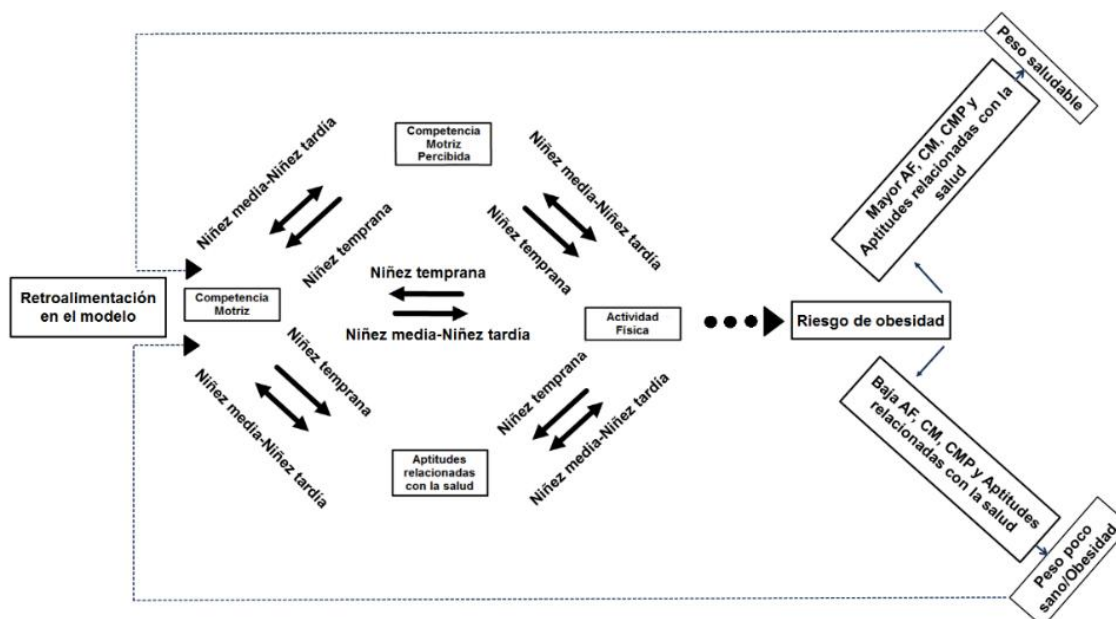 Peso saludable
Mayor AF, CM, CMP y
Aptitudes relacionadas con la
salud
Competencia
Motriz
Percibida
Niñez media-Niñez tardía
Niñez media-Niñez tardía
Niñez temprana
Niñez temprana
Niñez temprana
Niñez media-Niñez tardía
Retroalimentación
en el modelo
Competencia
Motriz
Actividad
Física
Riesgo de obesidad
Niñez temprana
Niñez media-Niñez tardía
Niñez temprana
Niñez media-Niñez tardía
Aptitudes
relacionadas
con la salud
Baja AF, CM, CMP y Aptitudes
relacionadas con la salud
Peso poco
sano/Obesidad